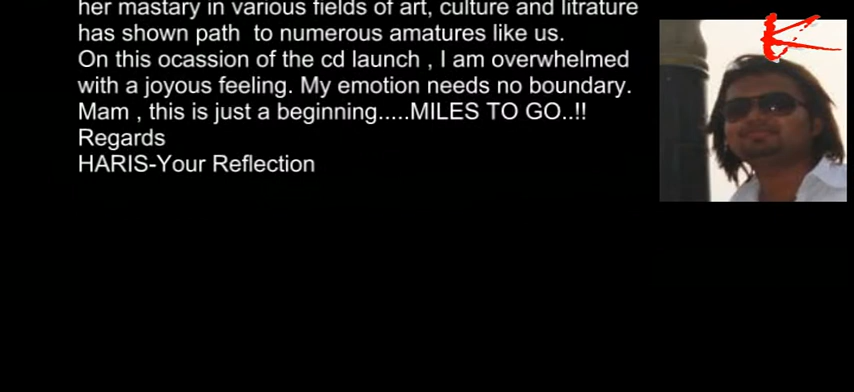 her mastary in various fields of art, culture and litrature
has shown path  to numerous amatures like us.
On this ocassion of the cd launch , I am overwhelmed
with a joyous feeling. My emotion needs no boundary.
Mam , this is just a beginning.....MILES TO GO..!!
Regards
HARIS-Your Reflection